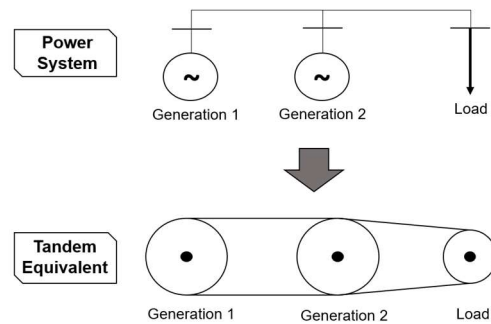 Power
System
~
~
Generation 1
Generation 2
Load
Tandem
Equivalent
Generation 1
Generation 2
Load